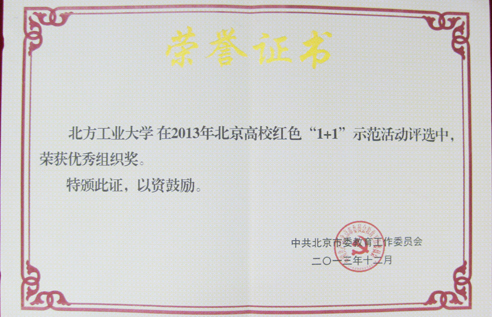 荣誉证书
北方工业大学 在2013年北京高校红色“1+1”示范活动评选中，
荣获优秀组织奖。
特颁此证，以资鼓励。
中共北京市委教育工作委员会
二〇一三年十二月